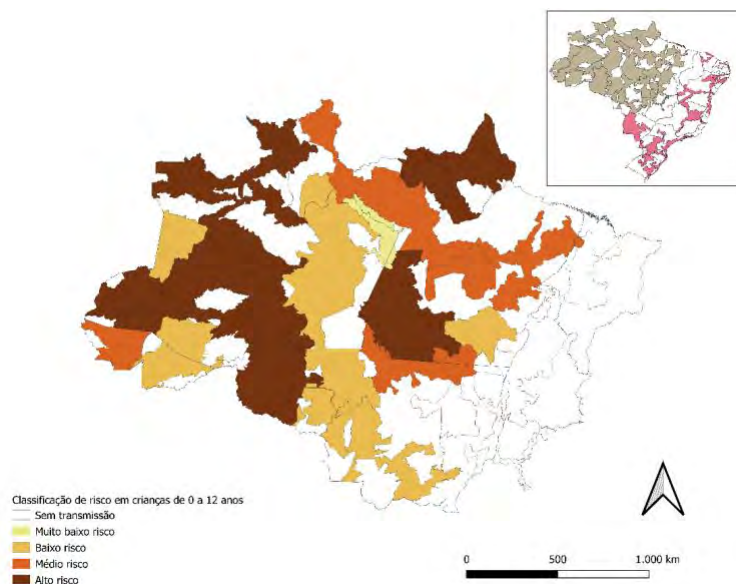 Classificação de risco em crianças de 0 a 12 anos
Sem transmissão
Muito baixo risco
Baixo risco
Médio risco
Alto risco
0 500 1.000 km